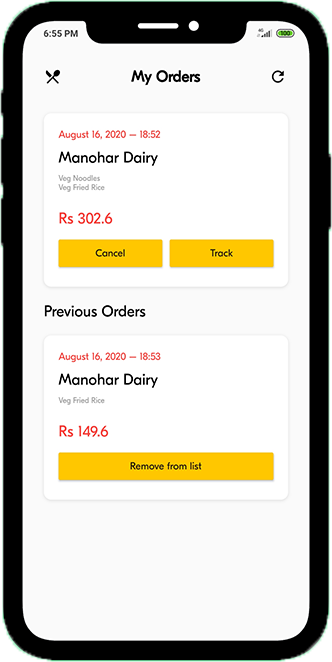 6:55 PM
4G
100
My Orders
August 16, 2020 — 18:52
Manohar Dairy
Veg Noodles
Veg Fried Rice
Rs 302.6
Cancel
Track
Previous Orders
August 16, 2020 — 18:53
Manohar Dairy
Veg Fried Rice
Rs 149.6
Remove from list